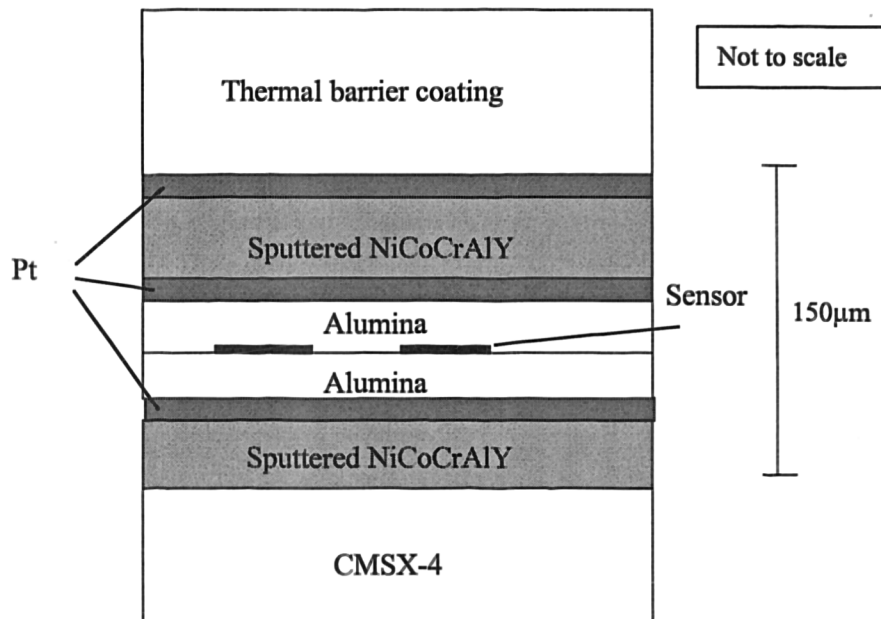 Not to scale
Thermal barrier coating
Sputtered NiCoCrAlY
Pt
Sensor
Alumina
150µm
Alumina
Sputtered NiCoCrAlY
CMSX-4